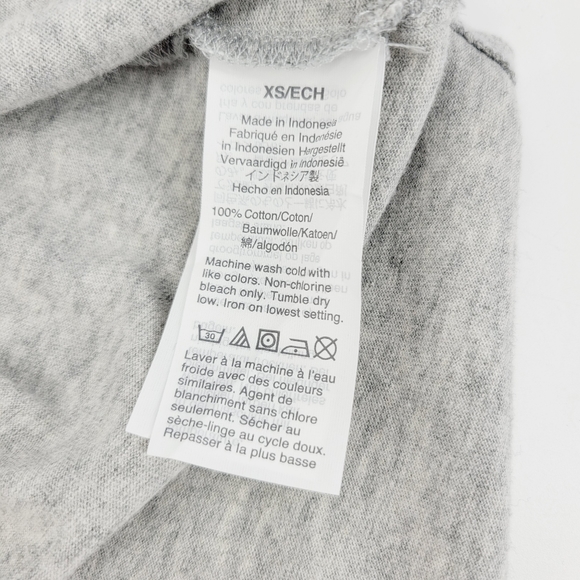 XS/ECH
Made in Indonesia
Fabriqué en Indonésie
in Indonesien Hergestellt
Vervaardigd in indonesië
インドネシア製
Hecho en Indonesia
100% Cotton/Coton/
Baumwolle/Katoen/
綿/algodón
Machine wash cold with
like colors. Non-chlorine
bleach only. Tumble dry
low. Iron on lowest setting.
30
Laver à la machine à l'eau
froide avec des couleurs
similaires. Agent de
blanchiment sans chlore
seulement. Sécher au
sèche-linge au cycle doux.
Repasser à la plus basse